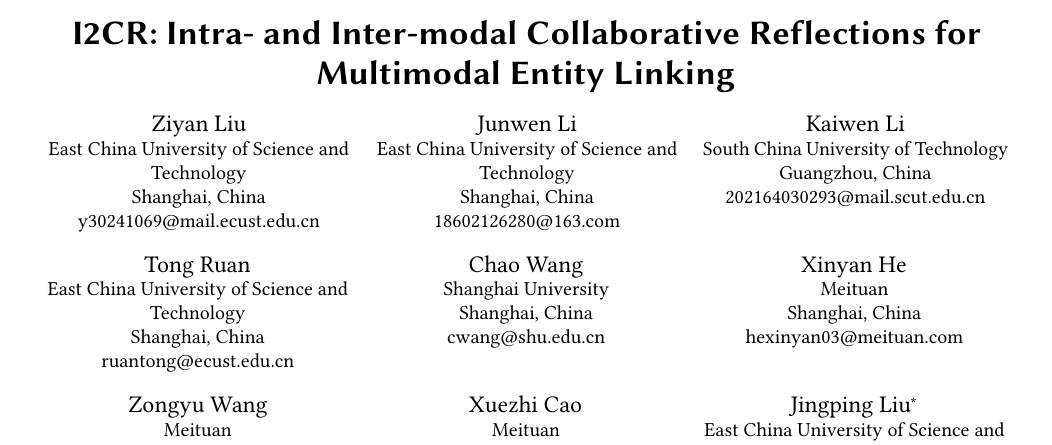 I2CR: Intra- and Inter-modal Collaborative Reflections for
Multimodal Entity Linking
Ziyan Liu
East China University of Science and
Technology
Shanghai, China
y30241069@mail.ecust.edu.cn
Junwen Li
East China University of Science and
Technology
Shanghai, China
18602126280@163.com
Kaiwen Li
South China University of Technology
Guangzhou, China
202164030293@mail.scut.edu.cn
Tong Ruan
East China University of Science and
Technology
Shanghai, China
ruantong@ecust.edu.cn
Chao Wang
Shanghai University
Shanghai, China
cwang@shu.edu.cn
Xinyan He
Meituan
Shanghai, China
hexinyan03@meituan.com
Zongyu Wang
Meituan
Xuezhi Cao
Meituan
Jingping Liu*
East China University of Science and